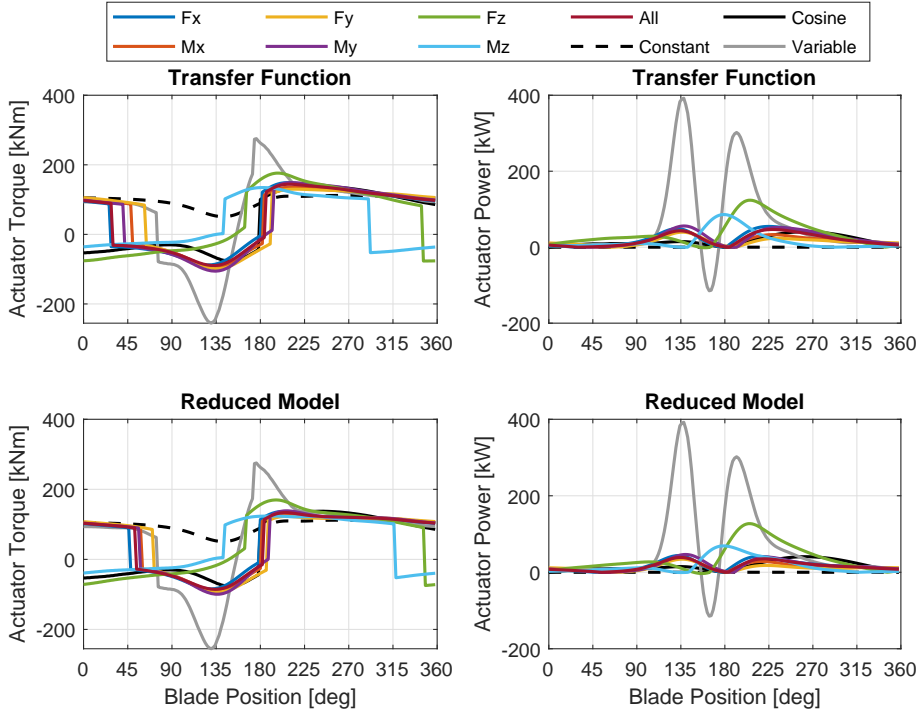 Fx Fy Fz All Cosine
Mx My Mz Constant Variable
Transfer Function
Actuator Torque [kNm]
400
200
0
-200
0 45 90 135 180 225 270 315 360
Transfer Function
Actuator Power [kW]
400
200
0
-200
0 45 90 135 180 225 270 315 360
Reduced Model
Actuator Torque [kNm]
400
200
0
-200
0 45 90 135 180 225 270 315 360
Blade Position [deg]
Reduced Model
Actuator Power [kW]
400
200
0
-200
0 45 90 135 180 225 270 315 360
Blade Position [deg]